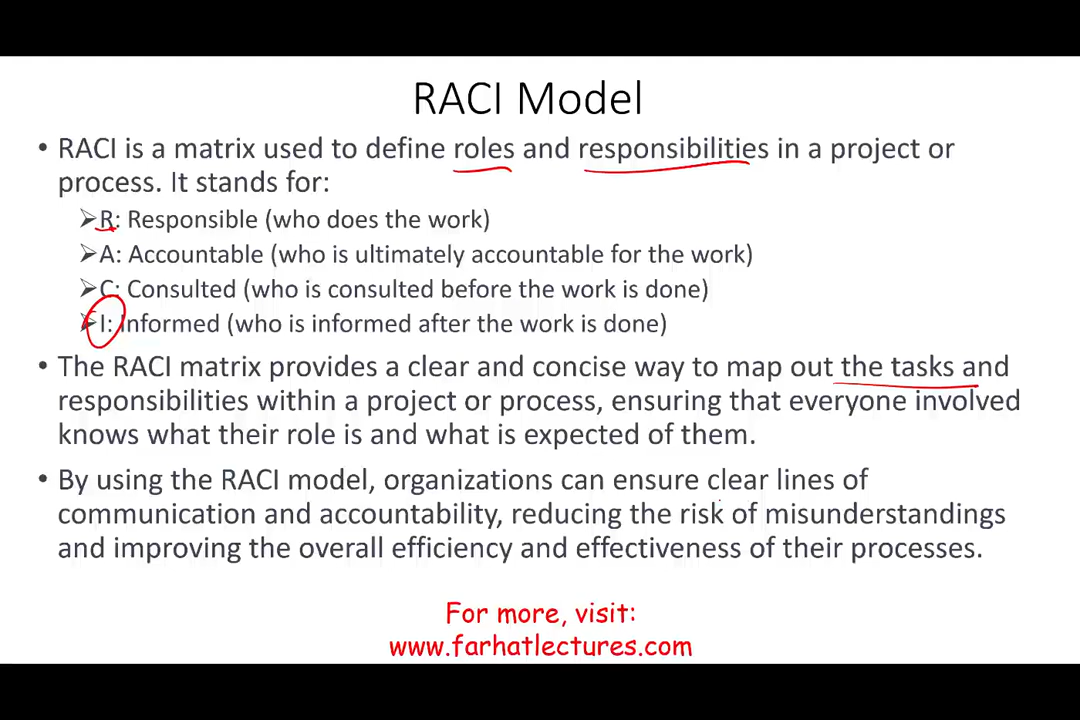 RACI Model
• RACI is a matrix used to define roles and responsibilities in a project or
process. It stands for:
➢R: Responsible (who does the work)
➢A: Accountable (who is ultimately accountable for the work)
➢C: Consulted (who is consulted before the work is done)
➢I: Informed (who is informed after the work is done)
• The RACI matrix provides a clear and concise way to map out the tasks and
responsibilities within a project or process, ensuring that everyone involved
knows what their role is and what is expected of them.
• By using the RACI model, organizations can ensure clear lines of
communication and accountability, reducing the risk of misunderstandings
and improving the overall efficiency and effectiveness of their processes.
For more, visit:
www.farhatlectures.com